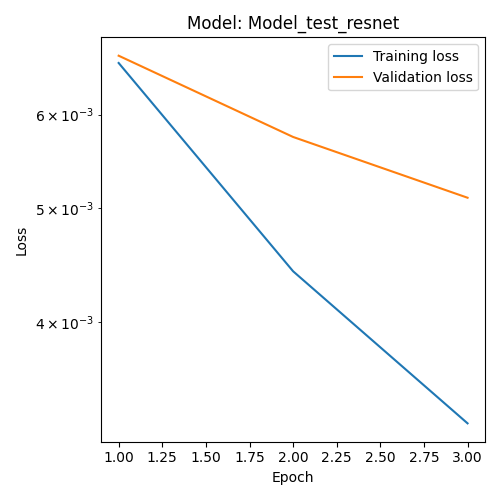 Model: Model_test_resnet
Training loss
Validation loss
6 × 10⁻³
5 × 10⁻³
4 × 10⁻³
Loss
1.00 1.25 1.50 1.75 2.00 2.25 2.50 2.75 3.00
Epoch